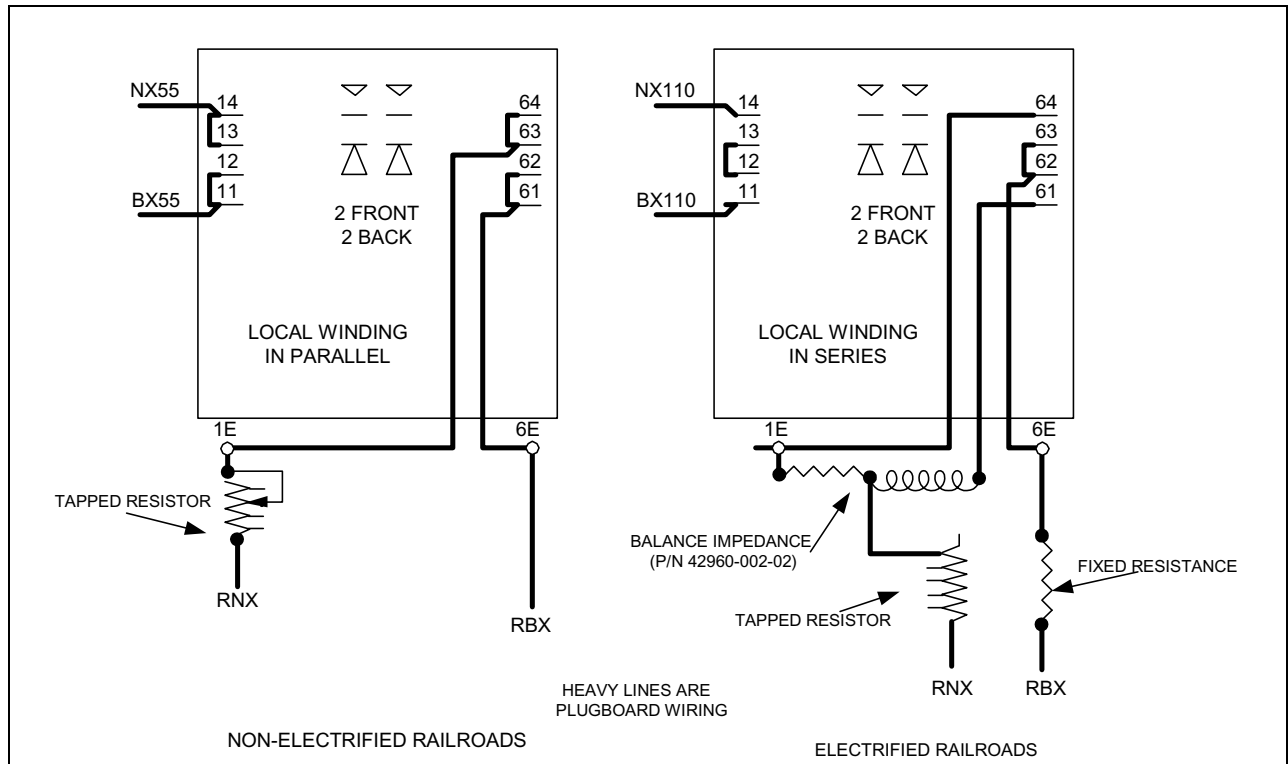 NX55
14
13
12
11
BX55
64
63
62
61
2 FRONT
2 BACK
LOCAL WINDING
IN PARALLEL
1E
6E
TAPPED RESISTOR
RNX
RBX
NON-ELECTRIFIED RAILROADS
HEAVY LINES ARE
PLUGBOARD WIRING
NX110
14
13
12
11
BX110
64
63
62
61
2 FRONT
2 BACK
LOCAL WINDING
IN SERIES
1E
6E
BALANCE IMPEDANCE
(P/N 42960-002-02)
TAPPED RESISTOR
FIXED RESISTANCE
RNX
RBX
ELECTRIFIED RAILROADS